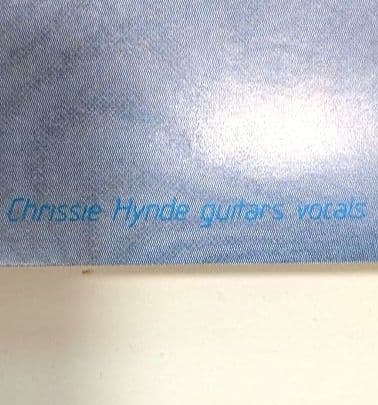 Chrissie Hynde guitars vocals